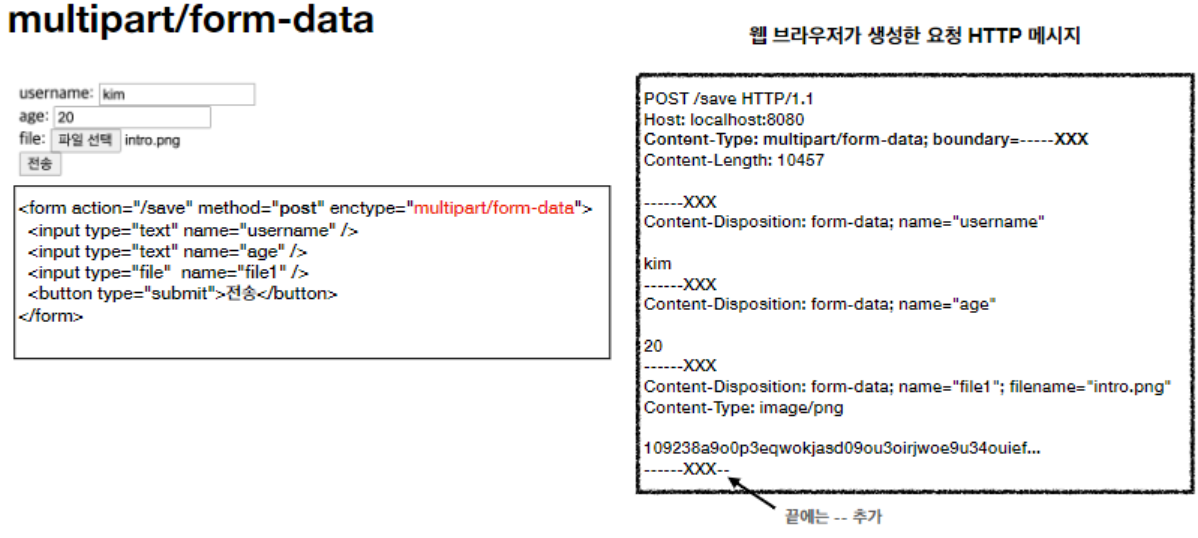 multipart/form-data
username: kim
age: 20
file: 파일 선택 intro.png
전송
<form action="/save" method="post" enctype="multipart/form-data">
<input type="text" name="username" />
<input type="text" name="age" />
<input type="file" name="file1" />
<button type="submit">전송</button>
</form>
웹 브라우저가 생성한 요청 HTTP 메시지
POST /save HTTP/1.1
Host: localhost:8080
Content-Type: multipart/form-data; boundary=-----XXX
Content-Length: 10457
------XXX
Content-Disposition: form-data; name="username"
kim
------XXX
Content-Disposition: form-data; name="age"
20
------XXX
Content-Disposition: form-data; name="file1"; filename="intro.png"
Content-Type: image/png
109238a9o0p3eqwokjasd09ou3oirjwoe9u34ouief...
------XXX--
끝에는 -- 추가